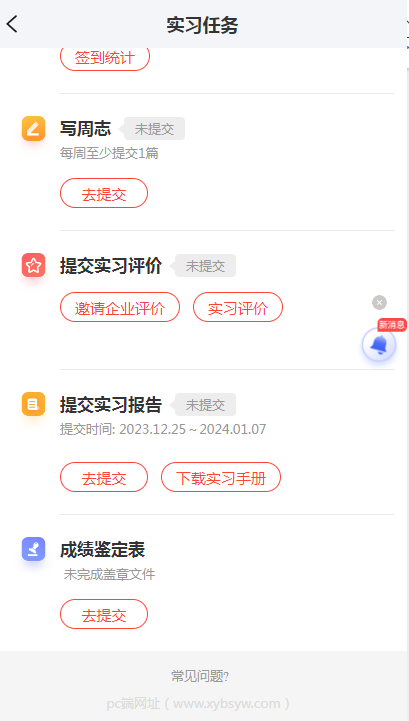 实习任务
签到统计
写周志 未提交
每周至少提交1篇
去提交
提交实习评价 未提交
邀请企业评价 实习评价
新消息
提交实习报告 未提交
提交时间: 2023.12.25 ~ 2024.01.07
去提交 下载实习手册
成绩鉴定表
未完成盖章文件
去提交
常见问题?
pc端网址（www.xybsyw.com）